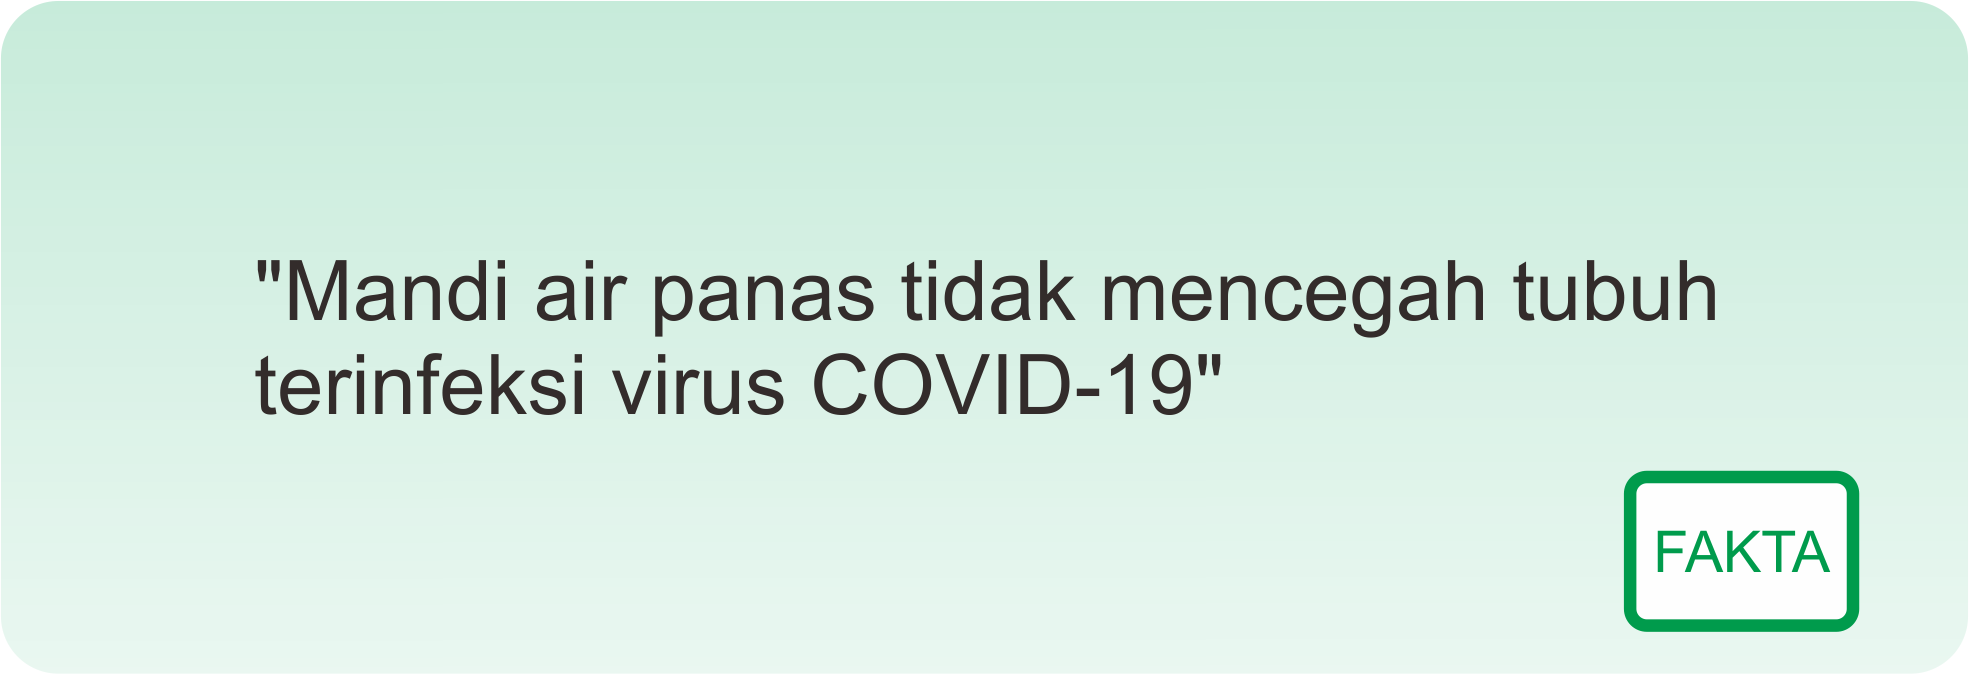 "Mandi air panas tidak mencegah tubuh
terinfeksi virus COVID-19"
FAKTA